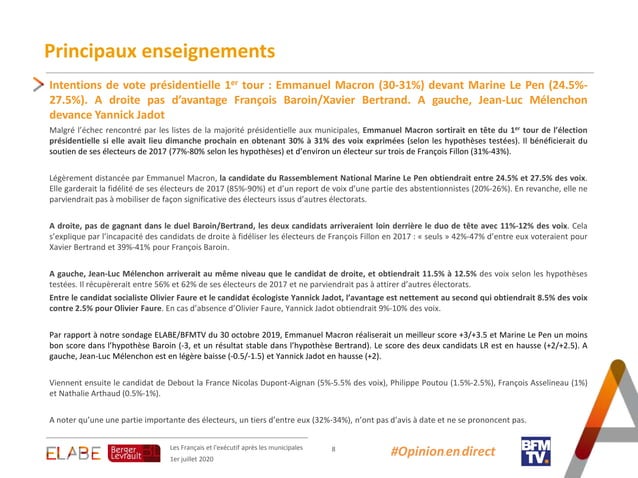 Principaux enseignements
Intentions de vote présidentielle 1er tour : Emmanuel Macron (30-31%) devant Marine Le Pen (24.5%-
27.5%). A droite pas d’avantage François Baroin/Xavier Bertrand. A gauche, Jean-Luc Mélenchon
devance Yannick Jadot
Malgré l’échec rencontré par les listes de la majorité présidentielle aux municipales, Emmanuel Macron sortirait en tête du 1er tour de l’élection
présidentielle si elle avait lieu dimanche prochain en obtenant 30% à 31% des voix exprimées (selon les hypothèses testées). Il bénéficierait du
soutien de ses électeurs de 2017 (77%-80% selon les hypothèses) et d’environ un électeur sur trois de François Fillon (31%-43%).
Légèrement distancée par Emmanuel Macron, la candidate du Rassemblement National Marine Le Pen obtiendrait entre 24.5% et 27.5% des voix.
Elle garderait la fidélité de ses électeurs de 2017 (85%-90%) et d’un report de voix d’une partie des abstentionnistes (20%-26%). En revanche, elle ne
parviendrait pas à mobiliser de façon significative des électeurs issus d’autres électorats.
A droite, pas de gagnant dans le duel Baroin/Bertrand, les deux candidats arriveraient loin derrière le duo de tête avec 11%-12% des voix. Cela
s’explique par l’incapacité des candidats de droite à fidéliser les électeurs de François Fillon en 2017 : « seuls » 42%-47% d’entre eux voteraient pour
Xavier Bertrand et 39%-41% pour François Baroin.
A gauche, Jean-Luc Mélenchon arriverait au même niveau que le candidat de droite, et obtiendrait 11.5% à 12.5% des voix selon les hypothèses
testées. Il récupèrerait entre 56% et 62% de ses électeurs de 2017 et ne parviendrait pas à attirer d’autres électorats.
Entre le candidat socialiste Olivier Faure et le candidat écologiste Yannick Jadot, l’avantage est nettement au second qui obtiendrait 8.5% des voix
contre 2.5% pour Olivier Faure. En cas d’absence d’Olivier Faure, Yannick Jadot obtiendrait 9%-10% des voix.
Par rapport à notre sondage ELABE/BFMTV du 30 octobre 2019, Emmanuel Macron réaliserait un meilleur score +3/+3.5 et Marine Le Pen un moins
bon score dans l’hypothèse Baroin (-3, et un résultat stable dans l’hypothèse Bertrand). Le score des deux candidats LR est en hausse (+2/+2.5). A
gauche, Jean-Luc Mélenchon est en légère baisse (-0.5/-1.5) et Yannick Jadot en hausse (+2).
Viennent ensuite le candidat de Debout la France Nicolas Dupont-Aignan (5%-5.5% des voix), Philippe Poutou (1.5%-2.5%), François Asselineau (1%)
et Nathalie Arthaud (0.5%-1%).
A noter qu’une une partie importante des électeurs, un tiers d’entre eux (32%-34%), n’ont pas d’avis à date et ne se prononcent pas.
ELABE
Berger
Levrault
Les Français et l’exécutif après les municipales
1er juillet 2020
8
#Opinion en direct
BFM
TV.